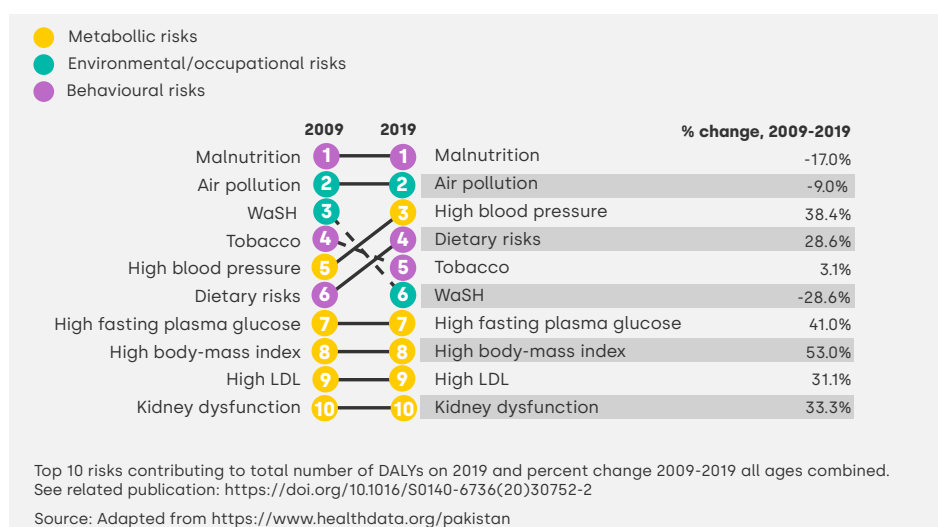 Metabollic risks
Environmental/occupational risks
Behavioural risks
2009 2019 % change, 2009-2019
Malnutrition 1 1 Malnutrition -17.0%
Air pollution 2 2 Air pollution -9.0%
WaSH 3 3 High blood pressure 38.4%
Tobacco 4 4 Dietary risks 28.6%
High blood pressure 5 5 Tobacco 3.1%
Dietary risks 6 6 WaSH -28.6%
High fasting plasma glucose 7 7 High fasting plasma glucose 41.0%
High body-mass index 8 8 High body-mass index 53.0%
High LDL 9 9 High LDL 31.1%
Kidney dysfunction 10 10 Kidney dysfunction 33.3%
Top 10 risks contributing to total number of DALYs on 2019 and percent change 2009-2019 all ages combined.
See related publication: https://doi.org/10.1016/S0140-6736(20)30752-2
Source: Adapted from https://www.healthdata.org/pakistan